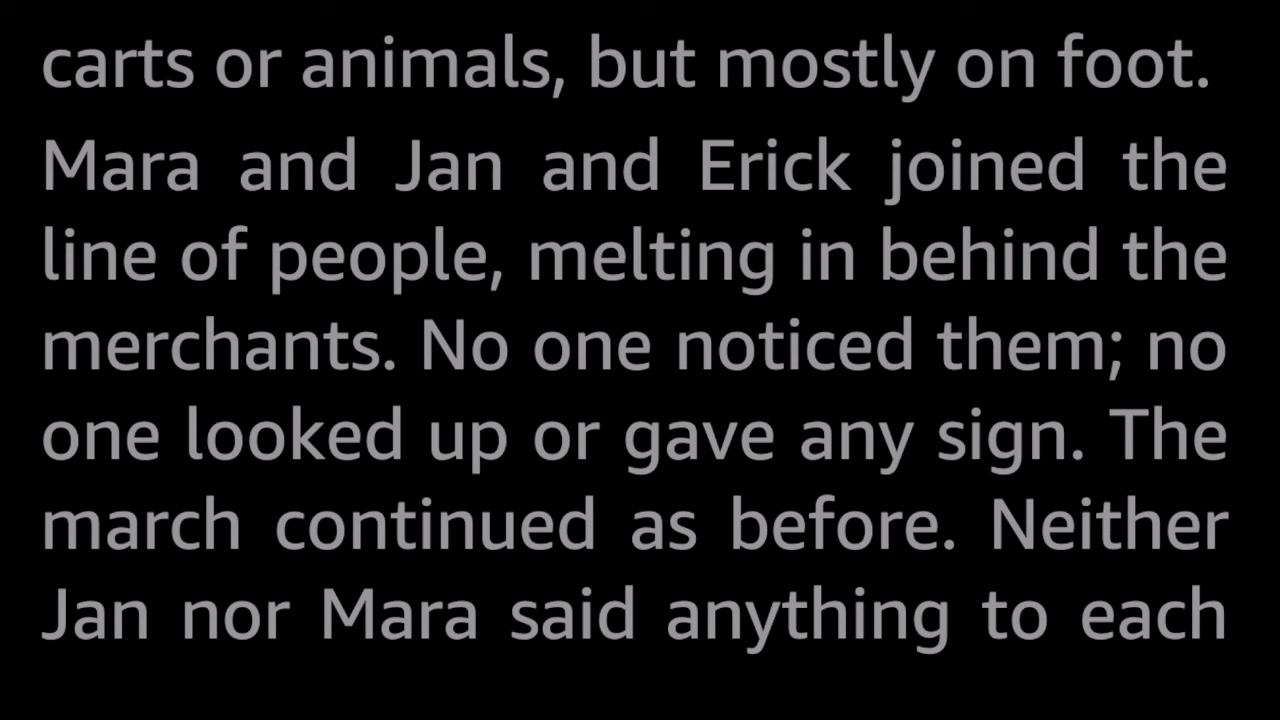 carts or animals, but mostly on foot.
Mara and Jan and Erick joined the
line of people, melting in behind the
merchants. No one noticed them; no
one looked up or gave any sign. The
march continued as before. Neither
Jan nor Mara said anything to each